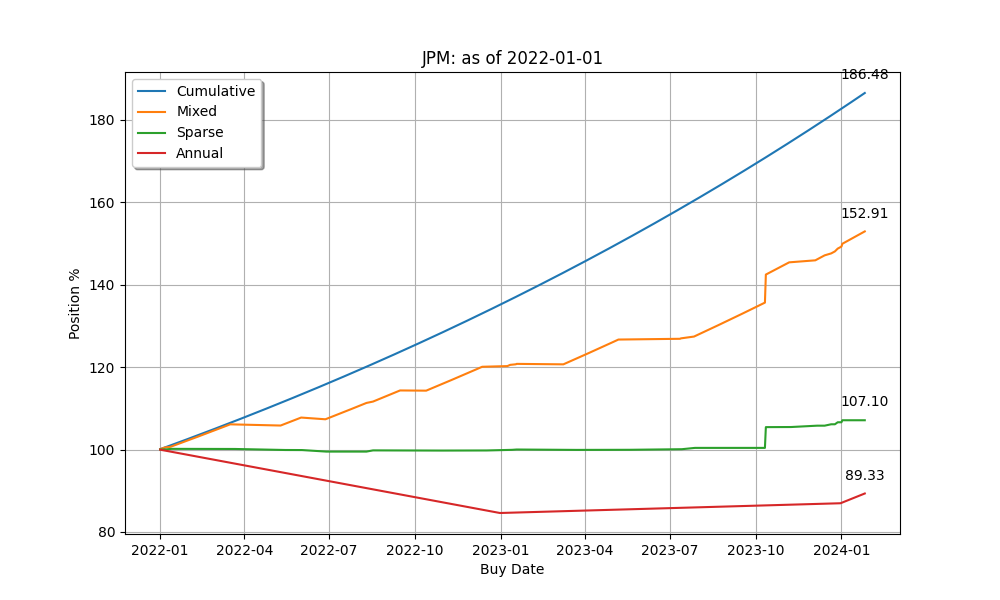 JPM: as of 2022-01-01
186.48
Cumulative
Mixed
Sparse
Annual
180
160
152.91
140
120
107.10
100
89.33
80
Position %
2022-01 2022-04 2022-07 2022-10 2023-01 2023-04 2023-07 2023-10 2024-01
Buy Date